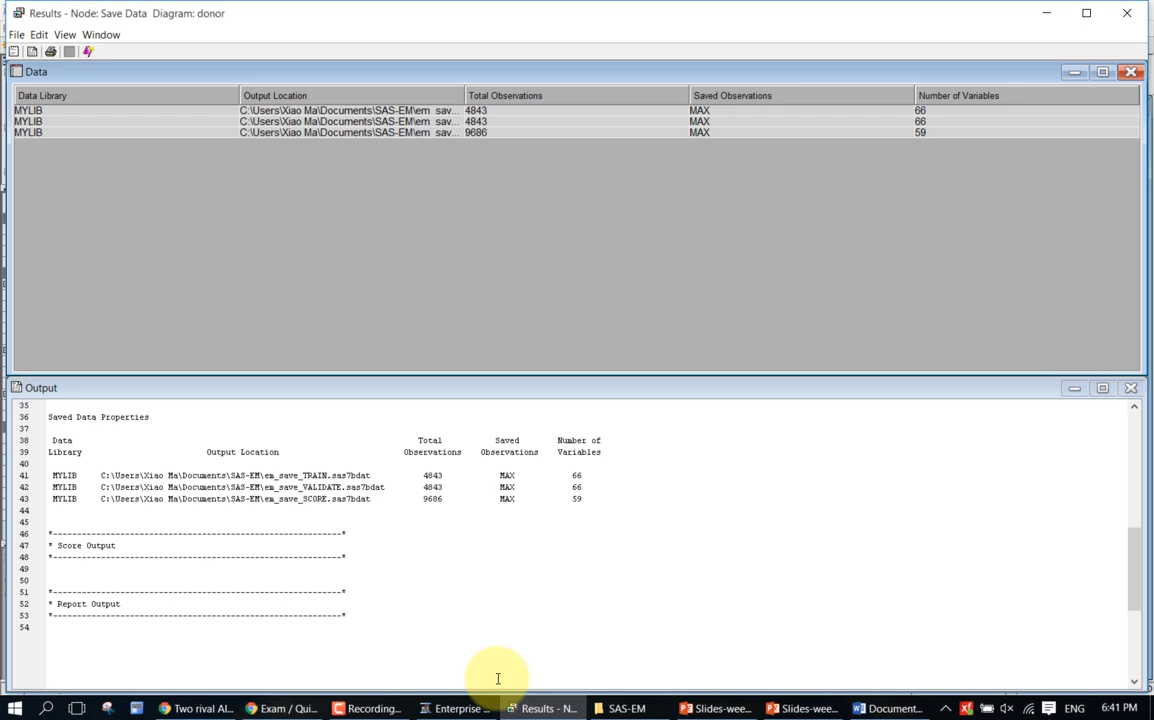 Results - Node: Save Data Diagram: donor
File Edit View Window
Data
Data Library Output Location Total Observations Saved Observations Number of Variables
MYLIB C:\Users\Xiao Ma\Documents\SAS-EM\em_sav... 4843 MAX 66
MYLIB C:\Users\Xiao Ma\Documents\SAS-EM\em_sav... 4843 MAX 66
MYLIB C:\Users\Xiao Ma\Documents\SAS-EM\em_sav... 9686 MAX 59
Output
35
36 Saved Data Properties
37
38 Data Total Saved Number of
39 Library Output Location Observations Observations Variables
40
41 MYLIB C:\Users\Xiao Ma\Documents\SAS-EM\em_save_TRAIN.sas7bdat 4843 MAX 66
42 MYLIB C:\Users\Xiao Ma\Documents\SAS-EM\em_save_VALIDATE.sas7bdat 4843 MAX 66
43 MYLIB C:\Users\Xiao Ma\Documents\SAS-EM\em_save_SCORE.sas7bdat 9686 MAX 59
44
45
46 *------------------------------------------------------------*
47 * Score Output
48 *------------------------------------------------------------*
49
50
51 *------------------------------------------------------------*
52 * Report Output
53 *------------------------------------------------------------*
54
Two rival AI... Exam / Qui... Recording... Enterprise ... Results - N... SAS-EM Slides-wee... Slides-wee... Document... ENG 6:41 PM